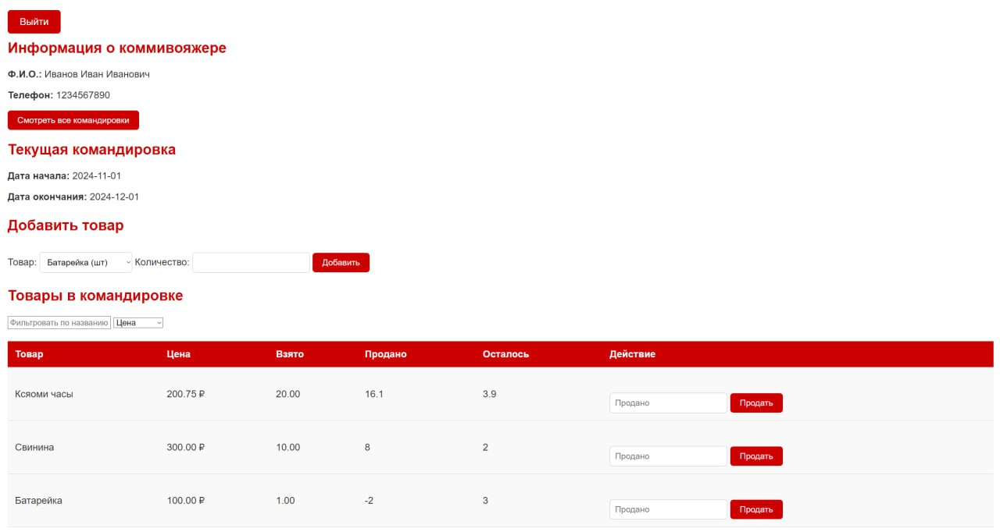 Выйти
Информация о коммивояжере
Ф.И.О.: Иванов Иван Иванович
Телефон: 1234567890
Смотреть все командировки
Текущая командировка
Дата начала: 2024-11-01
Дата окончания: 2024-12-01
Добавить товар
Товар: Батарейка (шт) Количество: Добавить
Товары в командировке
Фильтровать по названию Цена
Товар Цена Взято Продано Осталось Действие
Ксяоми часы 200.75 ₽ 20.00 16.1 3.9 Продано Продать
Свинина 300.00 ₽ 10.00 8 2 Продано Продать
Батарейка 100.00 ₽ 1.00 -2 3 Продано Продать